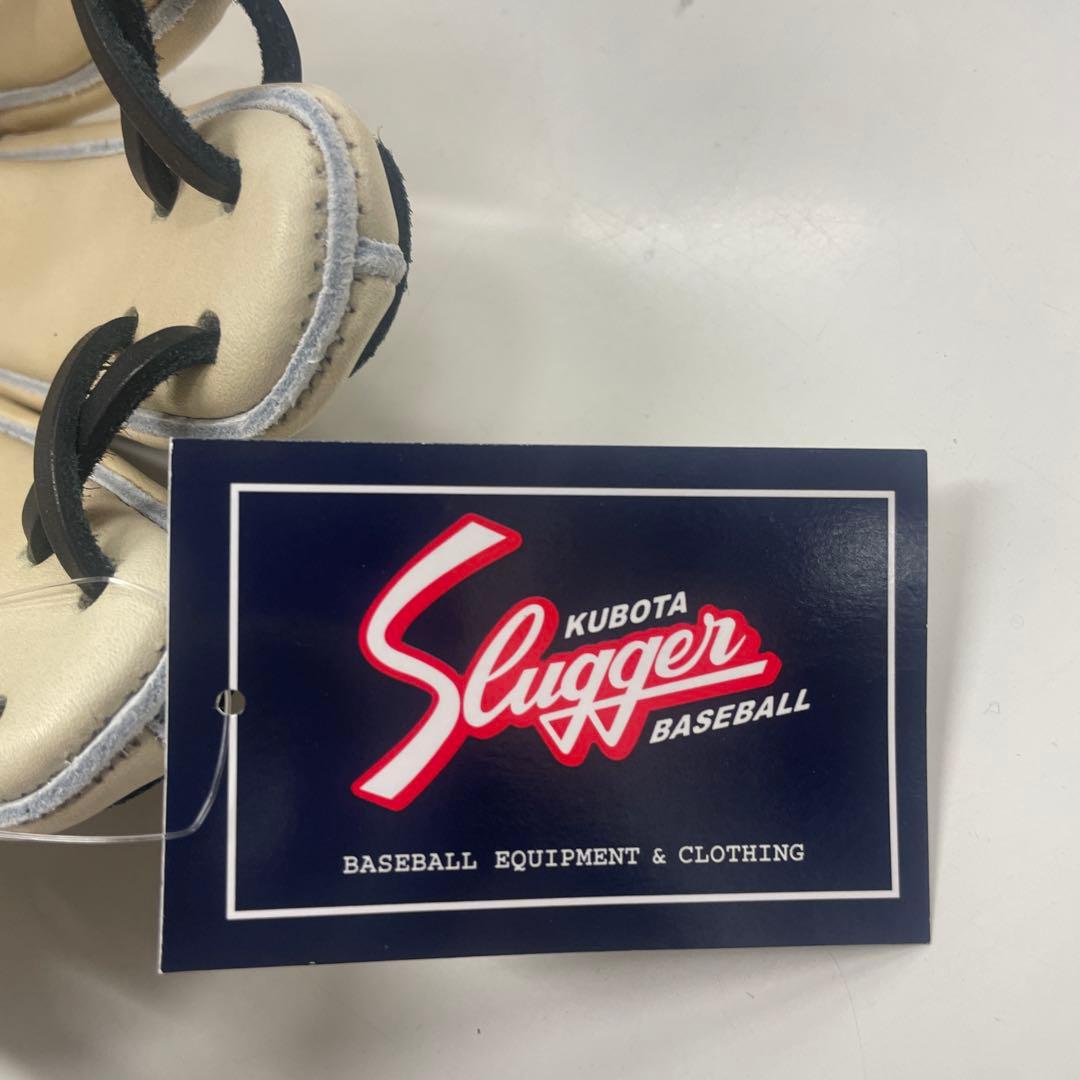 KUBOTA
Slugger
BASEBALL
BASEBALL EQUIPMENT & CLOTHING